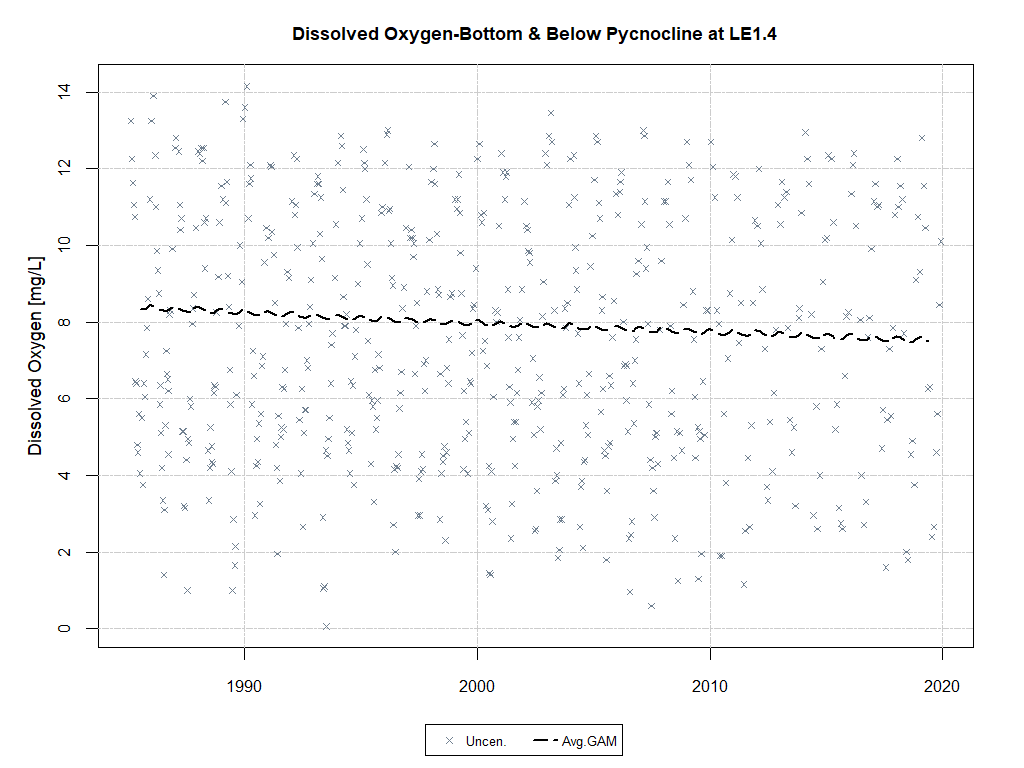 Dissolved Oxygen-Bottom & Below Pycnocline at LE1.4
Dissolved Oxygen [mg/L]
14
12
10
8
6
4
2
0
1990 2000 2010 2020
Uncen. Avg.GAM